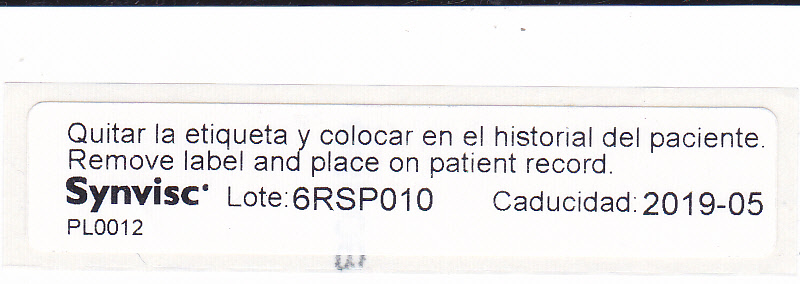 Quitar la etiqueta y colocar en el historial del paciente.
Remove label and place on patient record.
Synvisc® Lote: 6RSP010 Caducidad: 2019-05
PL0012